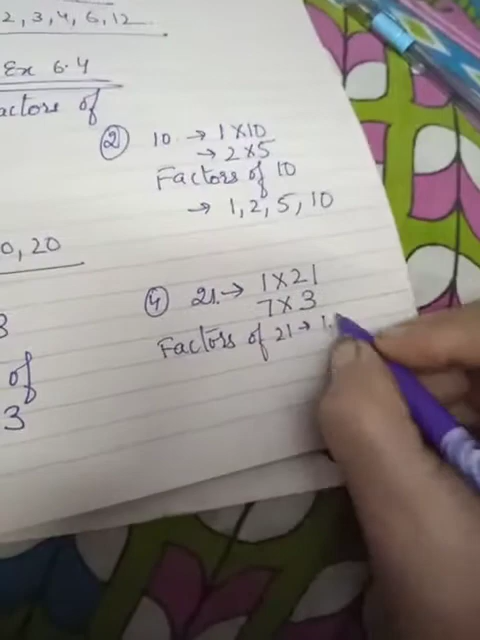 2, 3, 4, 6, 12
Ex 6.4
actors of
② 10 → 1 × 10
→ 2 × 5
Factors of 10
→ 1, 2, 5, 10
0, 20
④ 21 → 1 × 21
7 × 3
Factors of 21 → 1
3
of
3